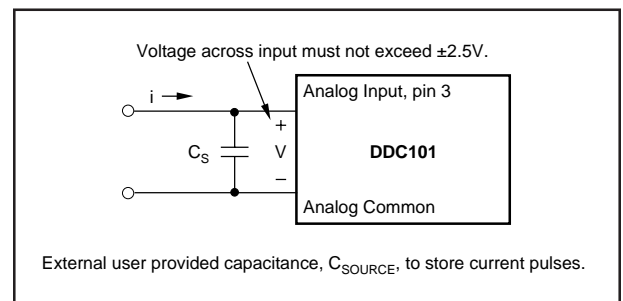 Voltage across input must not exceed ±2.5V.
i
Analog Input, pin 3
+
C_S
V
DDC101
–
Analog Common
External user provided capacitance, C_SOURCE, to store current pulses.